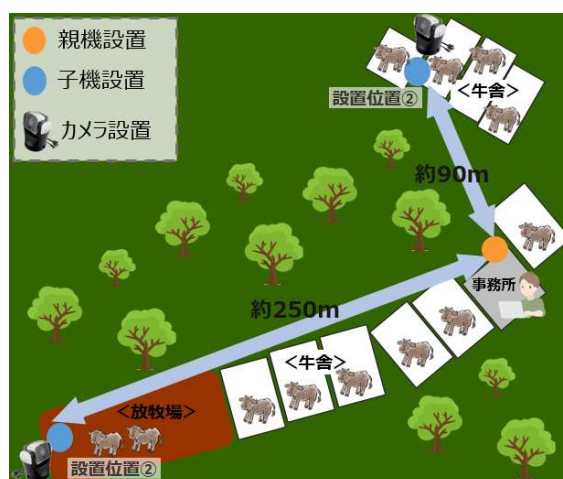 親機設置
子機設置
カメラ設置
設置位置②
<牛舎>
約90m
事務所
約250m
<牛舎>
<放牧場>
設置位置②